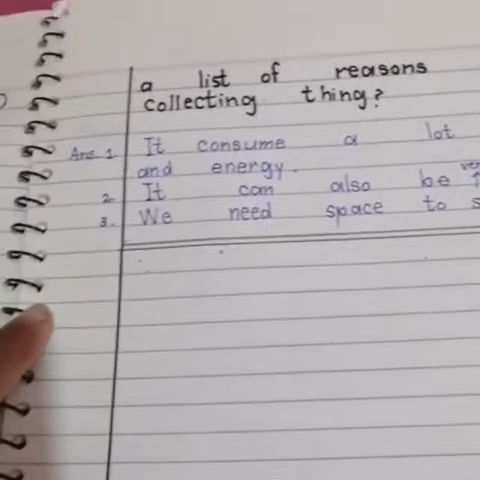 a list of reasons
collecting thing?
Ans. 1 It consume a lot
and energy.
2. It can also be
3. We need space to